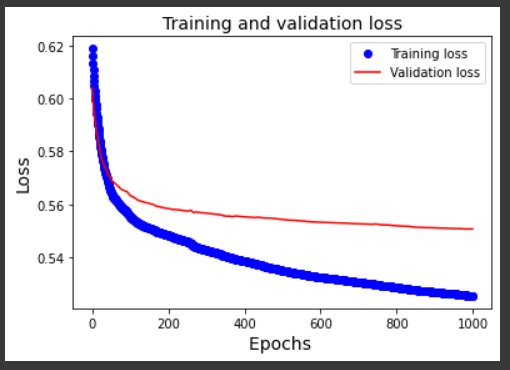 Training and validation loss
Training loss
Validation loss
Loss
0.62
0.60
0.58
0.56
0.54
0 200 400 600 800 1000
Epochs